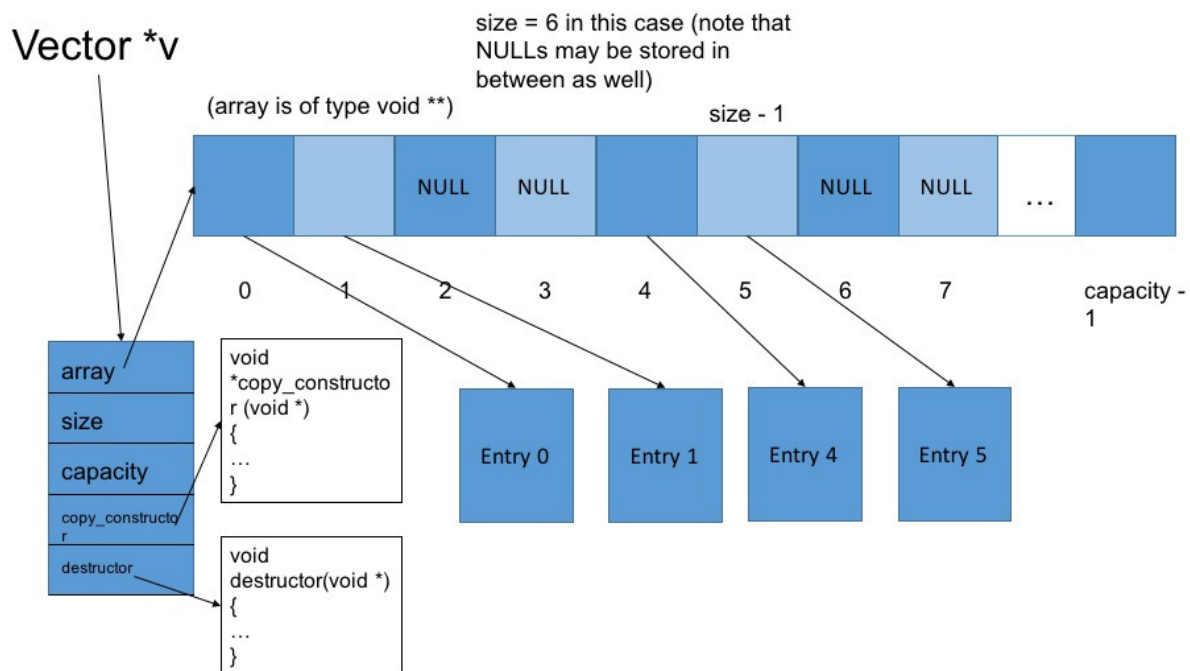 Vector *v
size = 6 in this case (note that
NULLs may be stored in
between as well)
(array is of type void **)
size - 1
NULL
NULL
NULL
NULL
...
0
1
2
3
4
5
6
7
capacity -
1
array
size
capacity
copy_constructo
r
destructor
void
*copy_constructo
r (void *)
{
...
}
void
destructor(void *)
{
...
}
Entry 0
Entry 1
Entry 4
Entry 5